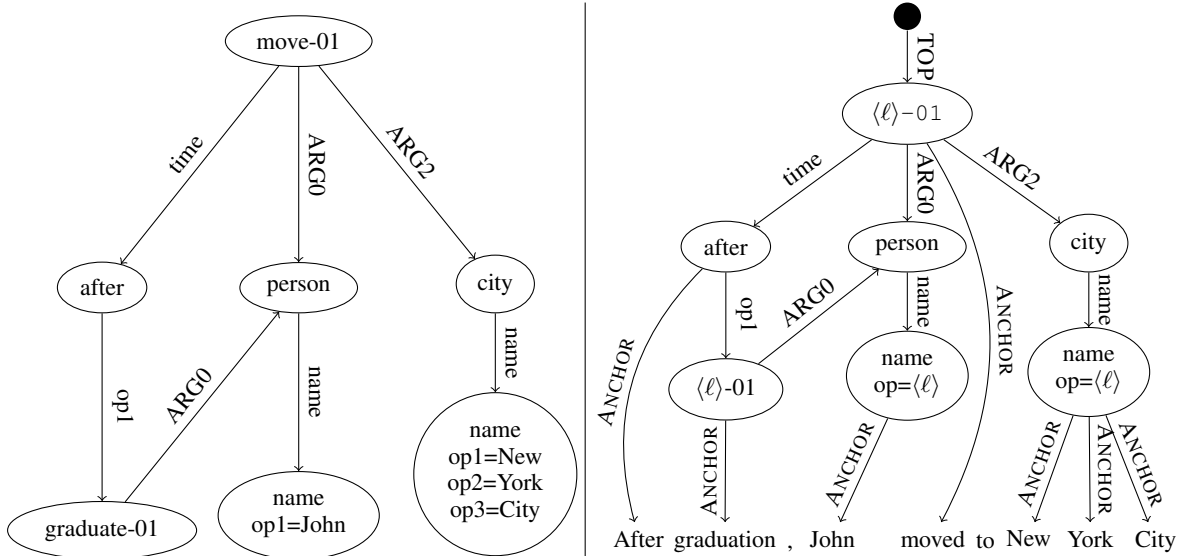 move-01
time
ARG0
ARG2
after
person
city
op1
ARG0
name
name
graduate-01
name
op1=John
name
op1=New
op2=York
op3=City
TOP
⟨ℓ⟩-01
time
ARG0
ARG2
after
person
city
op1
ARG0
name
name
ANCHOR
ANCHOR
⟨ℓ⟩-01
name
op=⟨ℓ⟩
name
op=⟨ℓ⟩
ANCHOR
ANCHOR
ANCHOR
ANCHOR
ANCHOR
After graduation , John moved to New York City